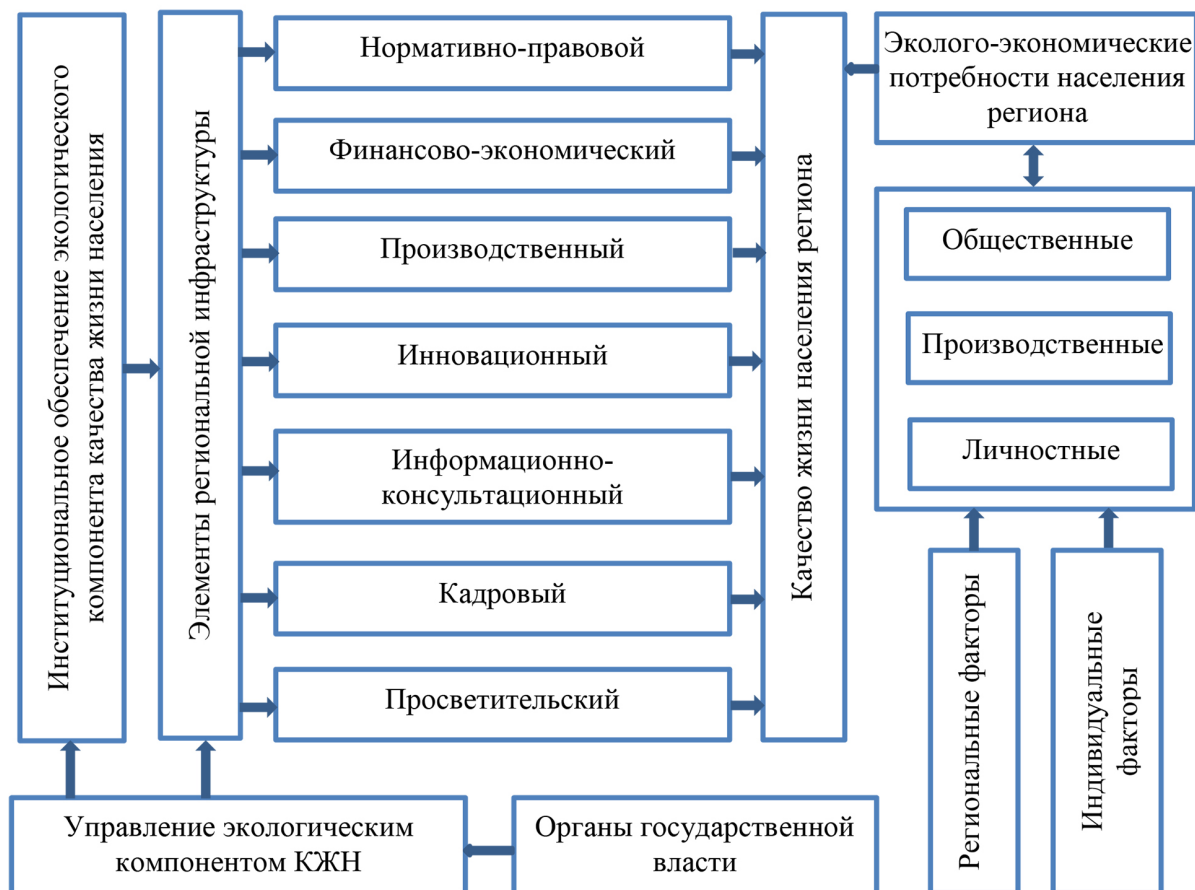 Институциональное обеспечение экологического
компонента качества жизни населения
Элементы региональной инфраструктуры
Нормативно-правовой
Финансово-экономический
Производственный
Инновационный
Информационно-
консультационный
Кадровый
Просветительский
Качество жизни населения региона
Эколого-экономические
потребности населения
региона
Общественные
Производственные
Личностные
Региональные факторы
Индивидуальные
факторы
Управление экологическим
компонентом КЖН
Органы государственной
власти